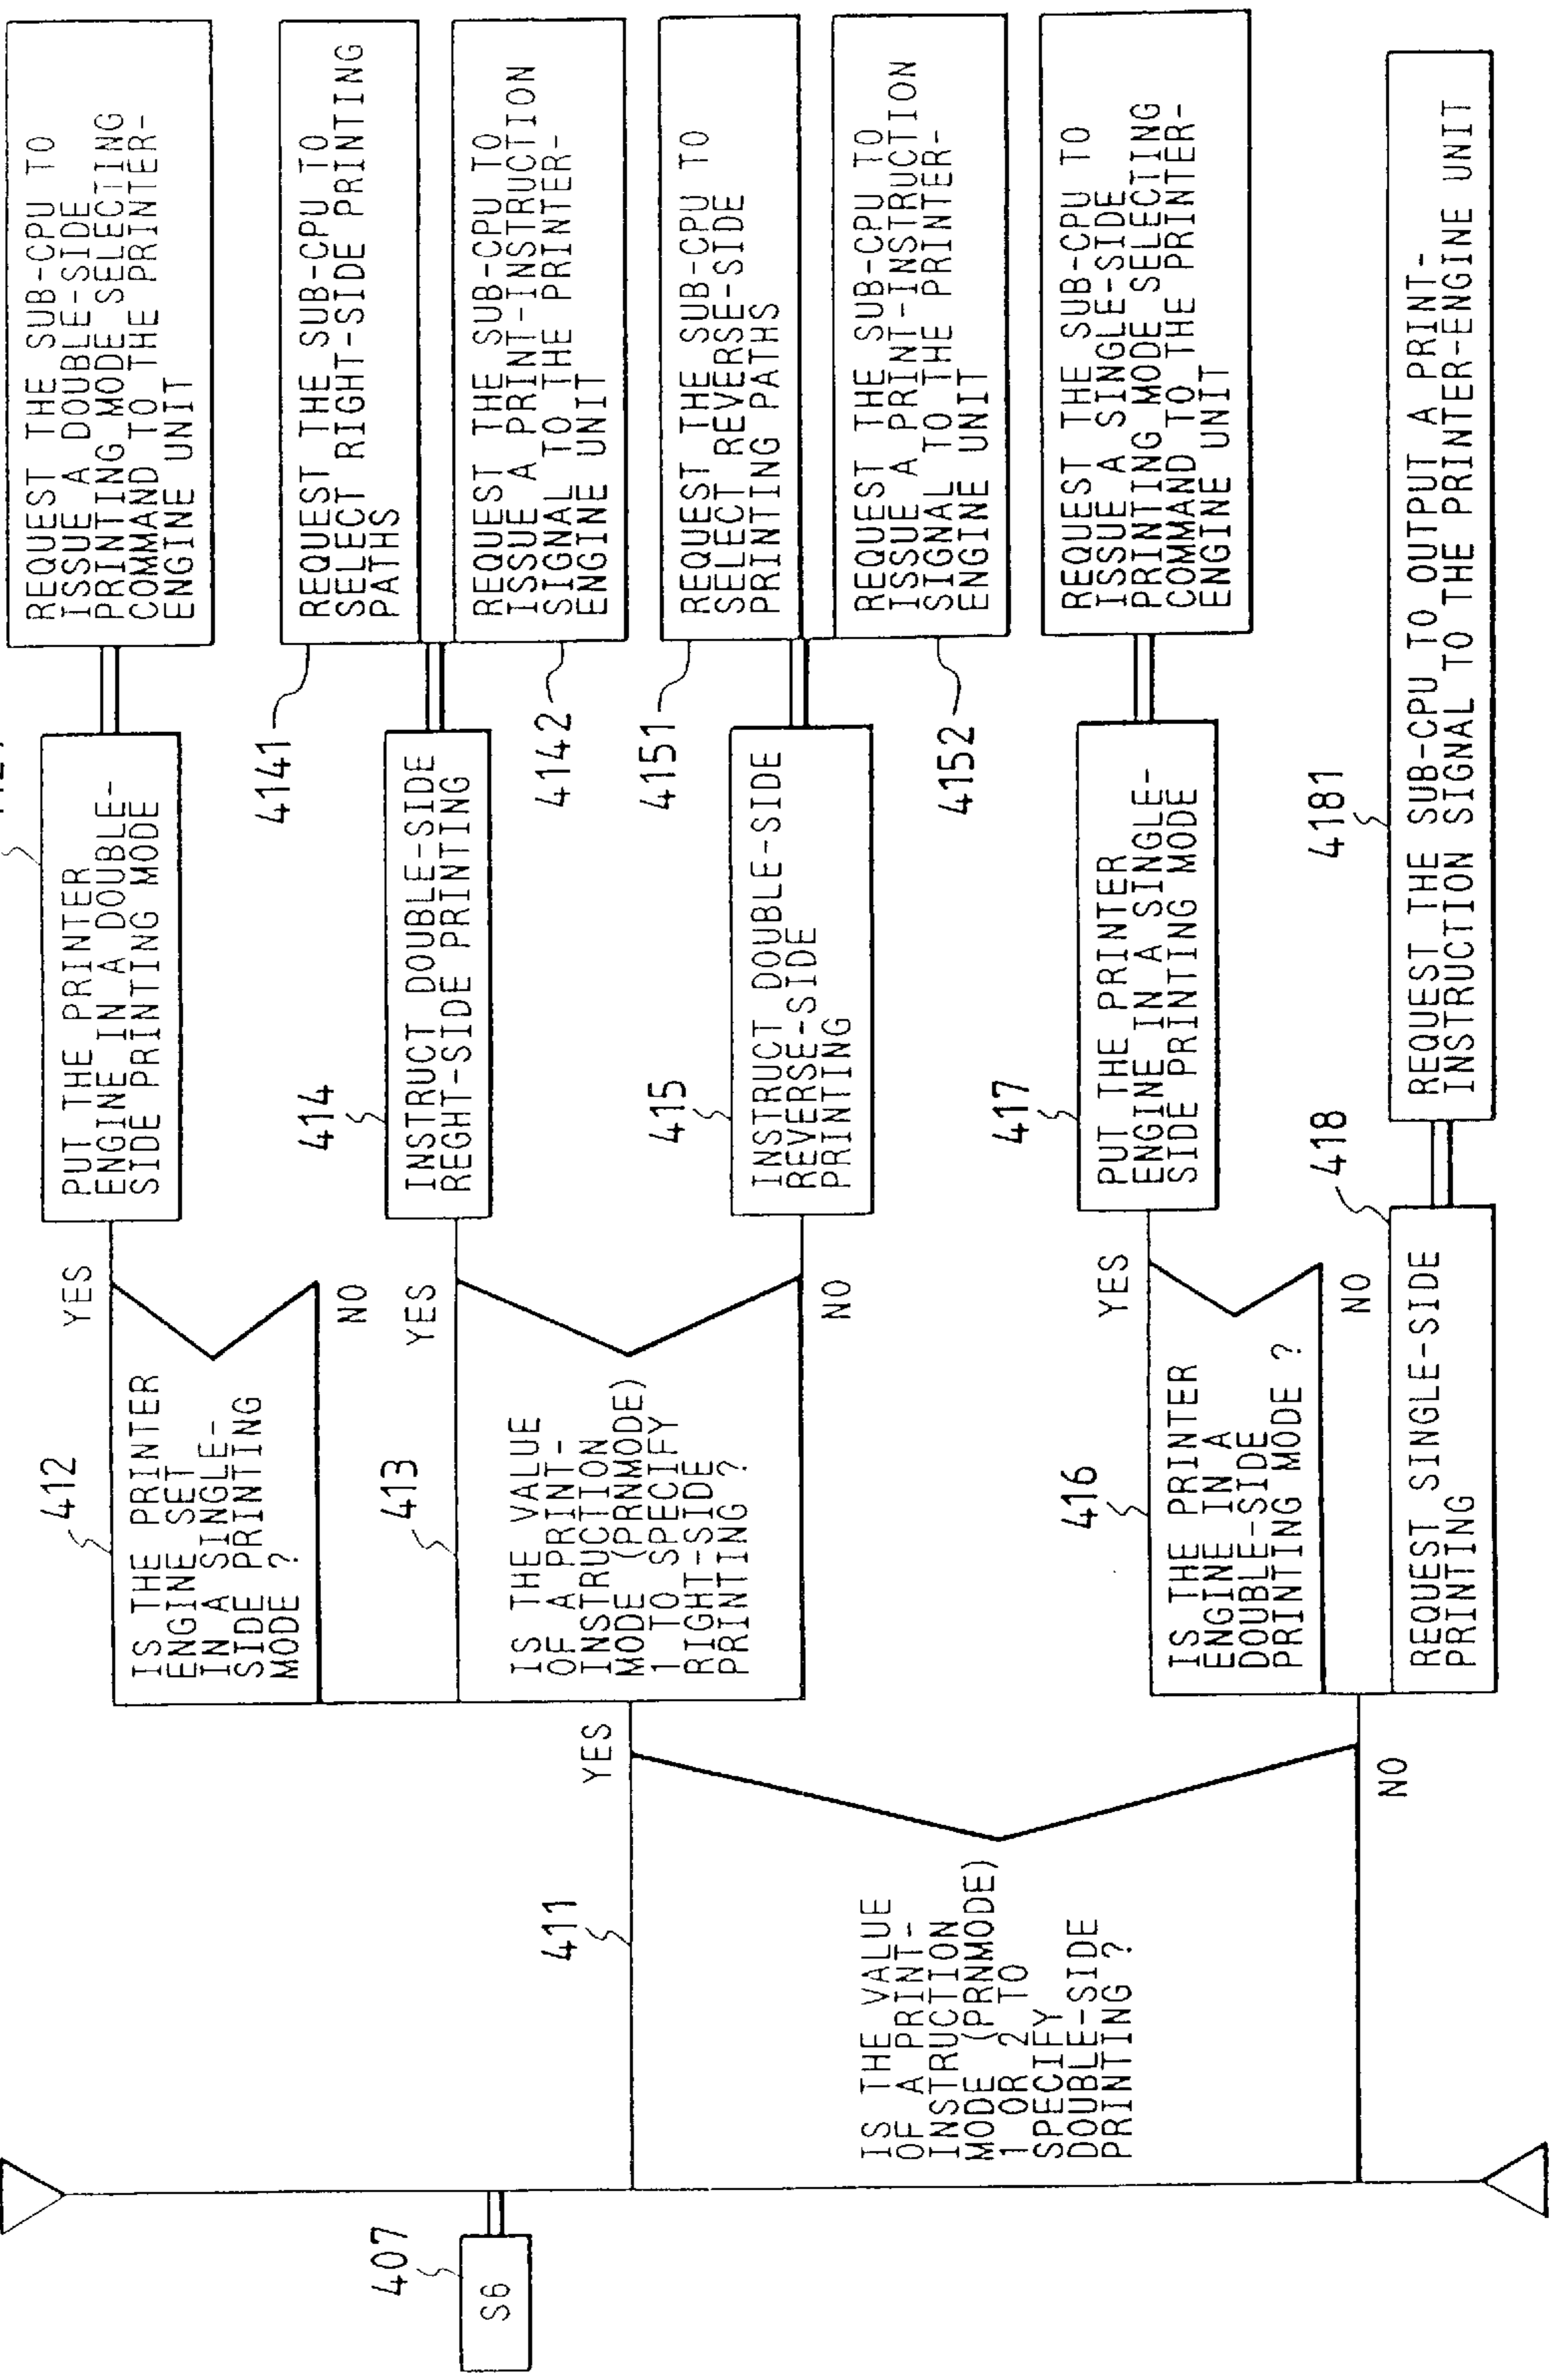 407
S6
411
IS THE VALUE
OF A PRINT-
INSTRUCTION
MODE (PRNMODE)
1 OR 2 TO
SPECIFY
DOUBLE-SIDE
PRINTING ?
YES
NO
412
IS THE PRINTER
ENGINE SET
IN A SINGLE-
SIDE PRINTING
MODE ?
YES
NO
PUT THE PRINTER
ENGINE IN A DOUBLE-
SIDE PRINTING MODE
REQUEST THE SUB-CPU TO
ISSUE A DOUBLE-SIDE
PRINTING MODE SELECTING
COMMAND TO THE PRINTER-
ENGINE UNIT
413
IS THE VALUE
OF A PRINT-
INSTRUCTION
MODE (PRNMODE)
1 TO SPECIFY
RIGHT-SIDE
PRINTING ?
YES
NO
414
INSTRUCT DOUBLE-SIDE
REGHT-SIDE PRINTING
4141
REQUEST THE SUB-CPU TO
SELECT RIGHT-SIDE PRINTING
PATHS
4142
REQUEST THE SUB-CPU TO
ISSUE A PRINT-INSTRUCTION
SIGNAL TO THE PRINTER-
ENGINE UNIT
415
INSTRUCT DOUBLE-SIDE
REVERSE-SIDE
PRINTING
4151
REQUEST THE SUB-CPU TO
SELECT REVERSE-SIDE
PRINTING PATHS
4152
REQUEST THE SUB-CPU TO
ISSUE A PRINT-INSTRUCTION
SIGNAL TO THE PRINTER-
ENGINE UNIT
416
IS THE PRINTER
ENGINE IN A
DOUBLE-SIDE
PRINTING MODE ?
YES
NO
417
PUT THE PRINTER
ENGINE IN A SINGLE-
SIDE PRINTING MODE
REQUEST THE SUB-CPU TO
ISSUE A SINGLE-SIDE
PRINTING MODE SELECTING
COMMAND TO THE PRINTER-
ENGINE UNIT
418
REQUEST SINGLE-SIDE
PRINTING
4181
REQUEST THE SUB-CPU TO OUTPUT A PRINT-
INSTRUCTION SIGNAL TO THE PRINTER-ENGINE UNIT